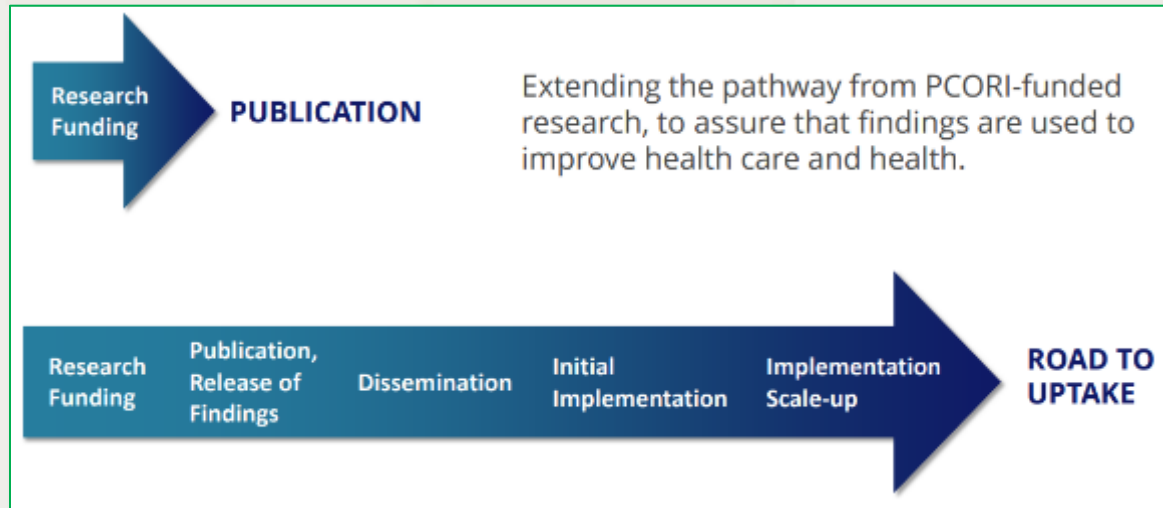 Research
Funding
PUBLICATION
Extending the pathway from PCORI-funded
research, to assure that findings are used to
improve health care and health.
Research
Funding
Publication,
Release of
Findings
Dissemination
Initial
Implementation
Implementation
Scale-up
ROAD TO
UPTAKE